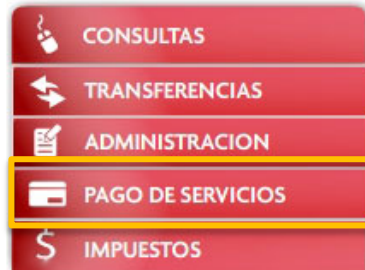 CONSULTAS
TRANSFERENCIAS
ADMINISTRACION
PAGO DE SERVICIOS
$ IMPUESTOS